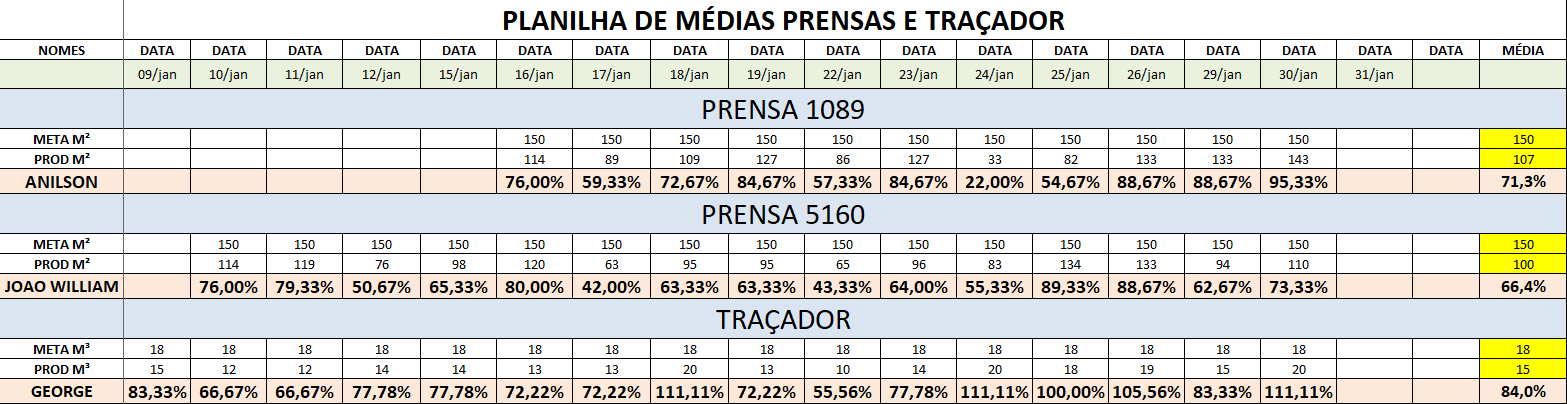 PLANILHA DE MÉDIAS PRENSAS E TRAÇADOR
NOMES DATA DATA DATA DATA DATA DATA DATA DATA DATA DATA DATA DATA DATA DATA DATA DATA DATA DATA MÉDIA
09/jan 10/jan 11/jan 12/jan 15/jan 16/jan 17/jan 18/jan 19/jan 22/jan 23/jan 24/jan 25/jan 26/jan 29/jan 30/jan 31/jan
PRENSA 1089
META M² 150 150 150 150 150 150 150 150 150 150 150 150
PROD M² 114 89 109 127 86 127 33 82 133 133 143 107
ANILSON 76,00% 59,33% 72,67% 84,67% 57,33% 84,67% 22,00% 54,67% 88,67% 88,67% 95,33% 71,3%
PRENSA 5160
META M² 150 150 150 150 150 150 150 150 150 150 150 150 150 150 150 150
PROD M² 114 119 76 98 120 63 95 95 65 96 83 134 133 94 110 100
JOAO WILLIAM 76,00% 79,33% 50,67% 65,33% 80,00% 42,00% 63,33% 63,33% 43,33% 64,00% 55,33% 89,33% 88,67% 62,67% 73,33% 66,4%
TRAÇADOR
META M³ 18 18 18 18 18 18 18 18 18 18 18 18 18 18 18 18 18
PROD M³ 15 12 12 14 14 13 13 20 13 10 14 20 18 19 15 20 15
GEORGE 83,33% 66,67% 66,67% 77,78% 77,78% 72,22% 72,22% 111,11% 72,22% 55,56% 77,78% 111,11% 100,00% 105,56% 83,33% 111,11% 84,0%